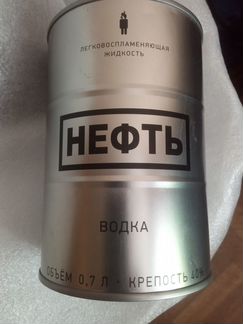 ЛЕГКОВОСПЛАМЕНЯЮЩАЯ
ЖИДКОСТЬ
НЕФТЬ
ВОДКА
ОБЪЁМ 0,7 Л • КРЕПОСТЬ 40%